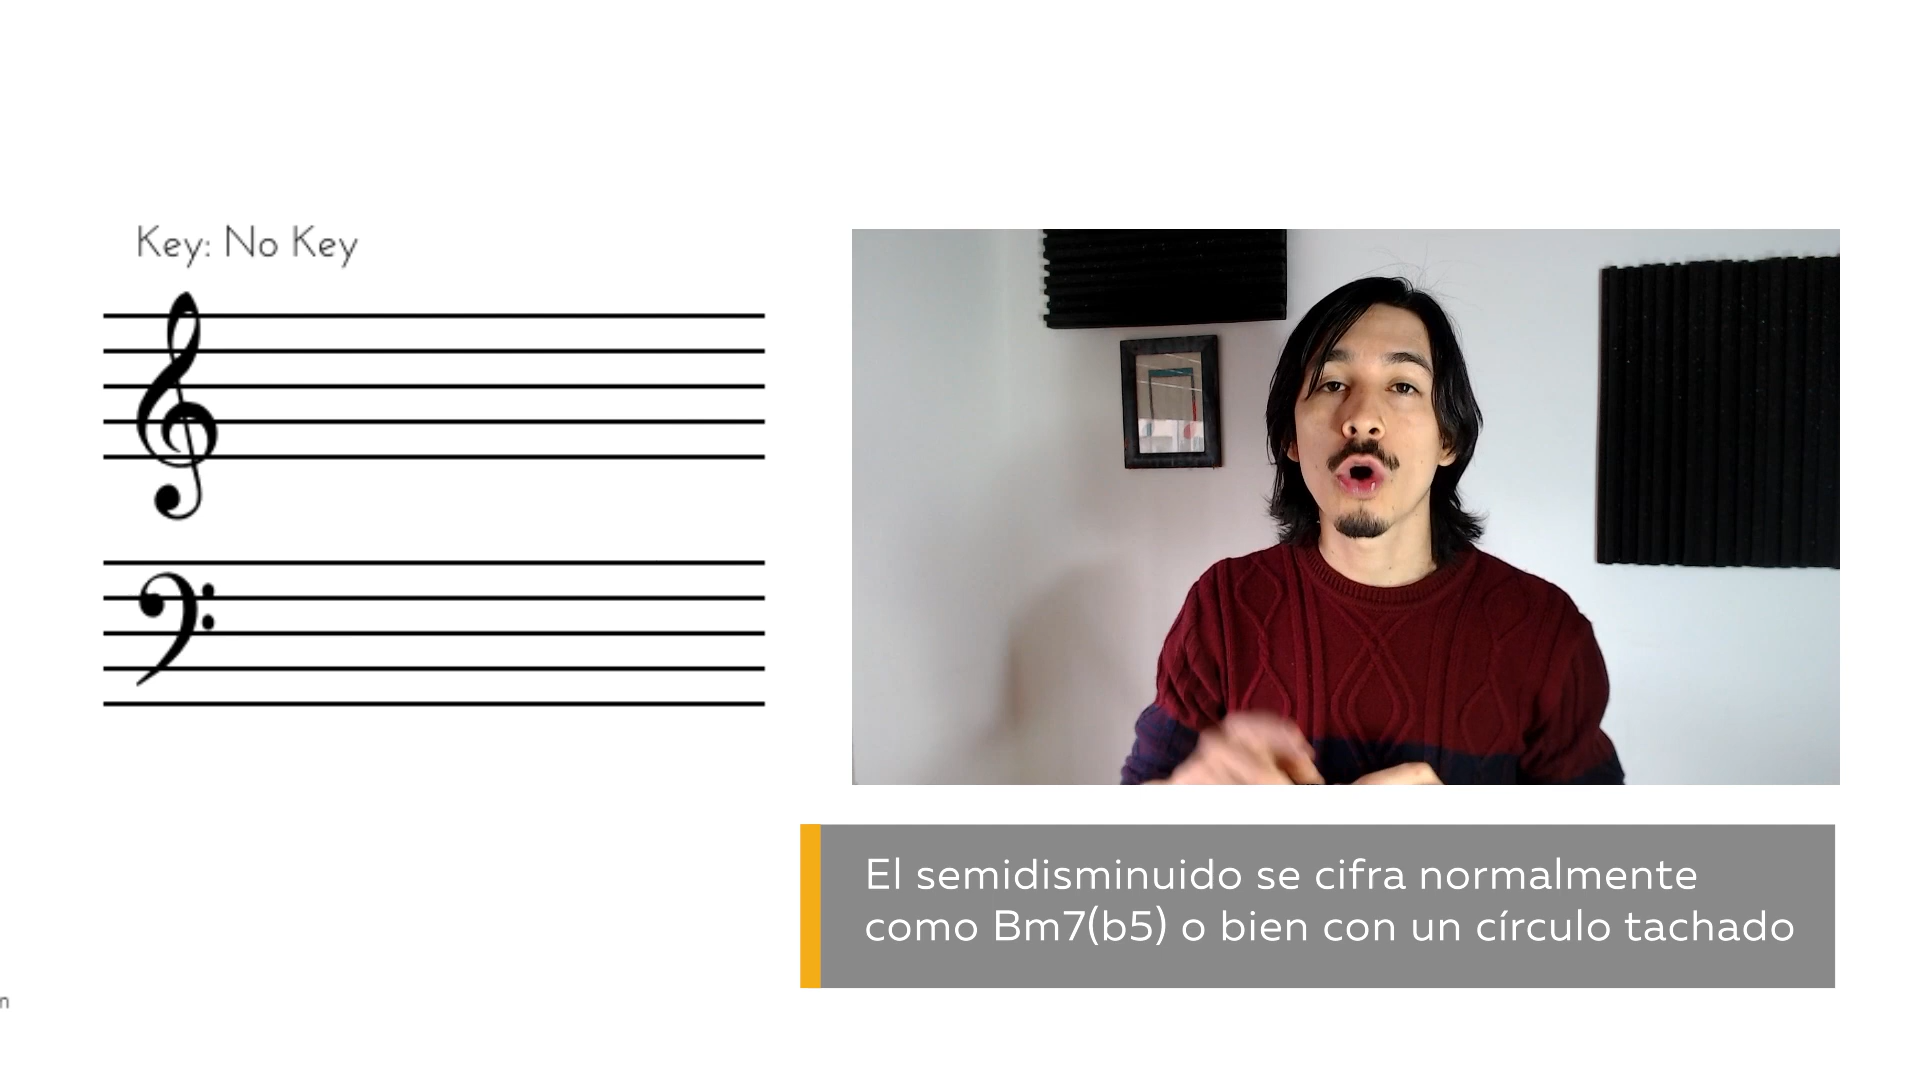 Key: No Key
El semidisminuido se cifra normalmente
como Bm7(b5) o bien con un círculo tachado